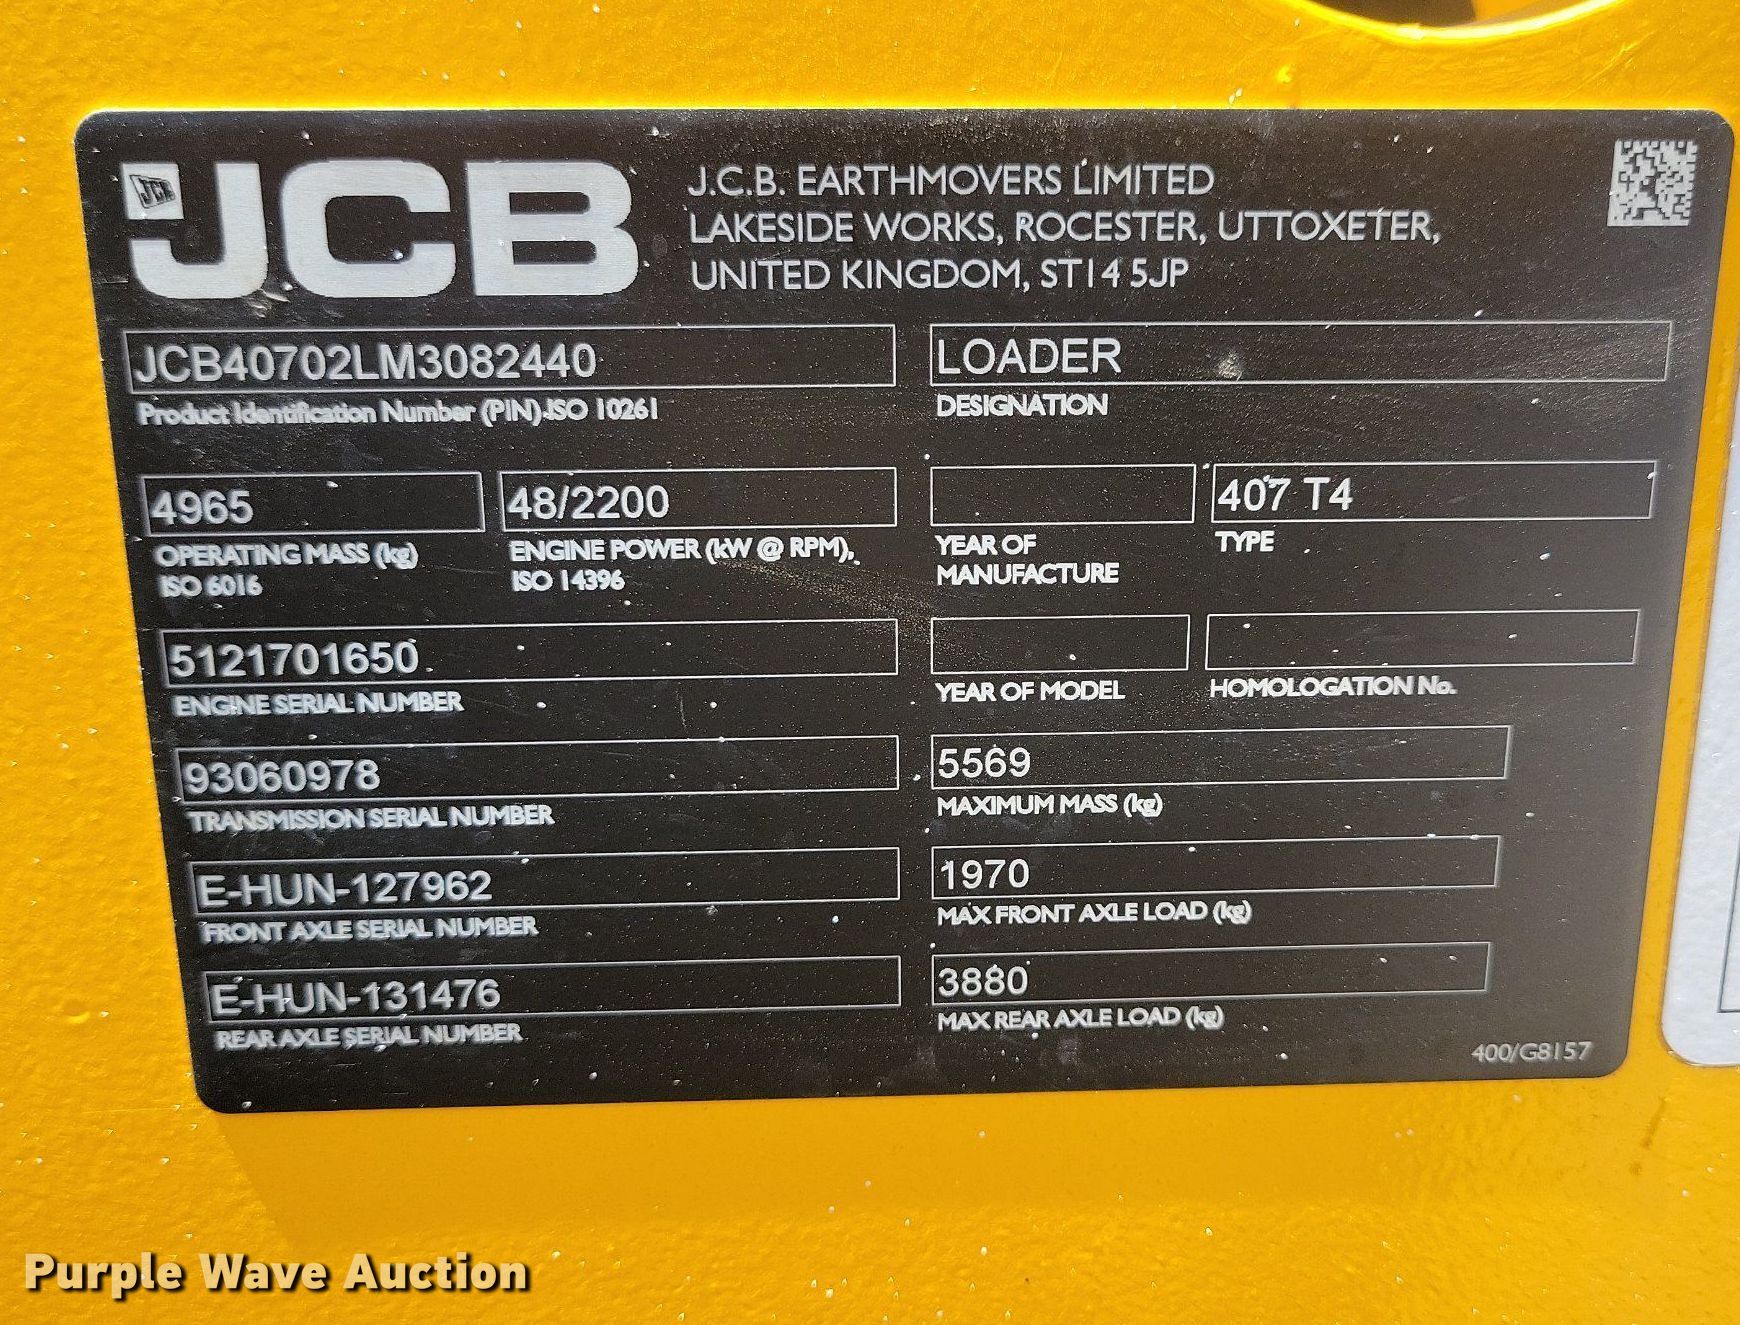 JCB
JCB
J.C.B. EARTHMOVERS LIMITED
LAKESIDE WORKS, ROCESTER, UTTOXETER,
UNITED KINGDOM, ST14 5JP
JCB40702LM3082440
Product Identification Number (PIN)-ISO 10261
LOADER
DESIGNATION
4965
OPERATING MASS (kg)
ISO 6016
48/2200
ENGINE POWER (kW @ RPM),
ISO 14396
YEAR OF
MANUFACTURE
407 T4
TYPE
5121701650
ENGINE SERIAL NUMBER
YEAR OF MODEL
HOMOLOGATION No.
93060978
TRANSMISSION SERIAL NUMBER
5569
MAXIMUM MASS (kg)
E-HUN-127962
FRONT AXLE SERIAL NUMBER
1970
MAX FRONT AXLE LOAD (kg)
E-HUN-131476
REAR AXLE SERIAL NUMBER
3880
MAX REAR AXLE LOAD (kg)
400/G8157
Purple Wave Auction